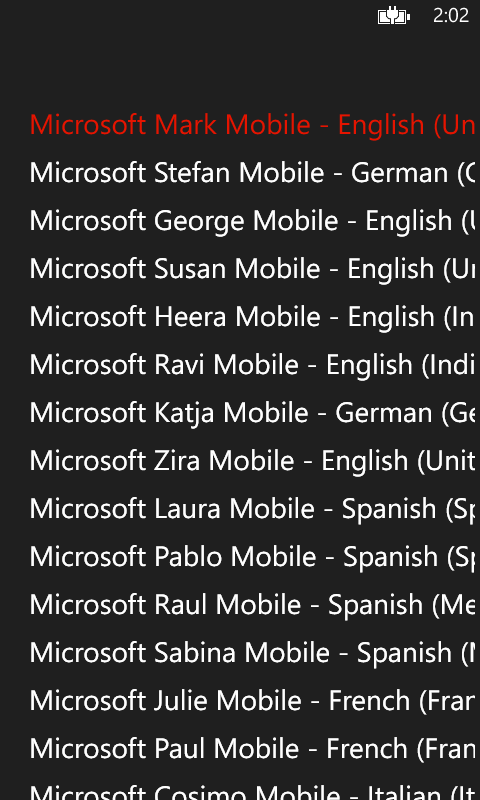 2:02
Microsoft Mark Mobile - English (Un
Microsoft Stefan Mobile - German (
Microsoft George Mobile - English (U
Microsoft Susan Mobile - English (Un
Microsoft Heera Mobile - English (In
Microsoft Ravi Mobile - English (Indi
Microsoft Katja Mobile - German (Ge
Microsoft Zira Mobile - English (Unit
Microsoft Laura Mobile - Spanish (Sp
Microsoft Pablo Mobile - Spanish (Sp
Microsoft Raul Mobile - Spanish (Me
Microsoft Sabina Mobile - Spanish (M
Microsoft Julie Mobile - French (Fran
Microsoft Paul Mobile - French (Fran
Microsoft Cosimo Mobile - Italian (It